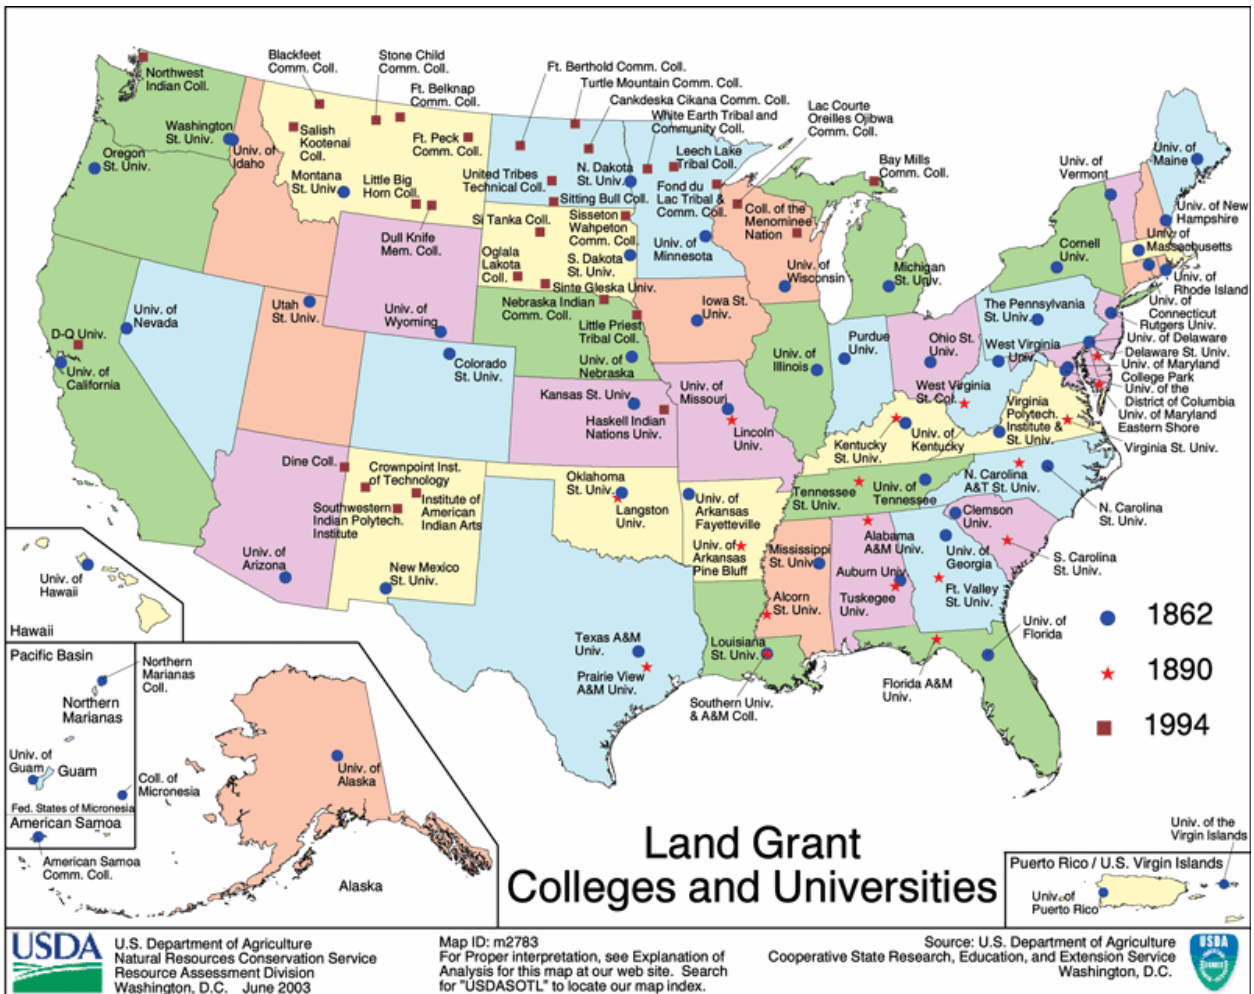 Blackfeet
Comm. Coll.
Stone Child
Comm. Coll.
Ft. Belknap
Comm. Coll.
Ft. Berthold Comm. Coll.
Turtle Mountain Comm. Coll.
Cankdeska Cikana Comm. Coll.
White Earth Tribal and
Community Coll.
Lac Courte
Oreilles Ojibwa
Comm. Coll.
Northwest
Indian Coll.
Washington
St. Univ.
Univ. of
Idaho
Oregon
St. Univ.
Salish
Kootenai
Coll.
Ft. Peck
Comm. Coll.
Montana
St. Univ.
Little Big
Horn Coll.
Dull Knife
Mem. Coll.
United Tribes
Technical Coll.
N. Dakota
St. Univ.
Sitting Bull Coll.
Leech Lake
Tribal Coll.
Fond du
Lac Tribal &
Comm. Coll.
Bay Mills
Comm. Coll.
Univ. of
Vermont
Univ. of
Maine
Univ. of New
Hampshire
Univ. of
Massachusetts
Cornell
Univ.
Univ. of
Rhode Island
Univ. of
Connecticut
Rutgers Univ.
Univ. of Delaware
Delaware St. Univ.
Univ. of Maryland
College Park
Univ. of the
District of Columbia
Univ. of Maryland
Eastern Shore
Virginia St. Univ.
Si Tanka Coll.
Sisseton
Wahpeton
Comm. Coll.
Oglala
Lakota
Coll.
S. Dakota
St. Univ.
Sinte Gleska Univ.
Univ. of
Minnesota
Coll. of the
Menominee
Nation
Univ. of
Wisconsin
Michigan
St. Univ.
Nebraska Indian
Comm. Coll.
Little Priest
Tribal Coll.
Univ. of
Nebraska
Iowa St.
Univ.
Univ. of
Nevada
Utah
St. Univ.
Univ. of
Wyoming
Colorado
St. Univ.
D-Q Univ.
Univ. of
California
Kansas St. Univ.
Haskell Indian
Nations Univ.
Univ. of
Missouri
Lincoln
Univ.
Univ. of
Illinois
Purdue
Univ.
Ohio St.
Univ.
The Pennsylvania
St. Univ.
West Virginia
Univ.
West Virginia
St. Col.
Virginia
Polytech.
Institute &
St. Univ.
Kentucky
St. Univ.
Univ. of
Kentucky
Tennessee
St. Univ.
Univ. of
Tennessee
N. Carolina
A&T St. Univ.
N. Carolina
St. Univ.
Dine Coll.
Crownpoint Inst.
of Technology
Southwestern
Indian Polytech.
Institute
Institute of
American
Indian Arts
Univ. of
Arizona
New Mexico
St. Univ.
Oklahoma
St. Univ.
Langston
Univ.
Univ. of
Arkansas
Fayetteville
Univ. of
Arkansas
Pine Bluff
Mississippi
St. Univ.
Alabama
A&M Univ.
Auburn Univ.
Tuskegee
Univ.
Univ. of
Georgia
Ft. Valley
St. Univ.
Clemson
Univ.
S. Carolina
St. Univ.
Alcorn
St. Univ.
Louisiana
St. Univ.
Southern Univ.
& A&M Coll.
Texas A&M
Univ.
Prairie View
A&M Univ.
Florida A&M
Univ.
Univ. of
Florida
1862
1890
1994
Univ. of
Hawaii
Hawaii
Pacific Basin
Northern
Marianas
Coll.
Northern
Marianas
Univ. of
Guam
Guam
Coll. of
Micronesia
Fed. States of Micronesia
American Samoa
American Samoa
Comm. Coll.
Univ. of
Alaska
Alaska
Land Grant
Colleges and Universities
Univ. of the
Virgin Islands
Puerto Rico / U.S. Virgin Islands
Univ. of
Puerto Rico
USDA
U.S. Department of Agriculture
Natural Resources Conservation Service
Resource Assessment Division
Washington, D.C. June 2003
Map ID: m2783
For Proper interpretation, see Explanation of
Analysis for this map at our web site. Search
for "USDASOTL" to locate our map index.
Source: U.S. Department of Agriculture
Cooperative State Research, Education, and Extension Service
Washington, D.C.
USDA